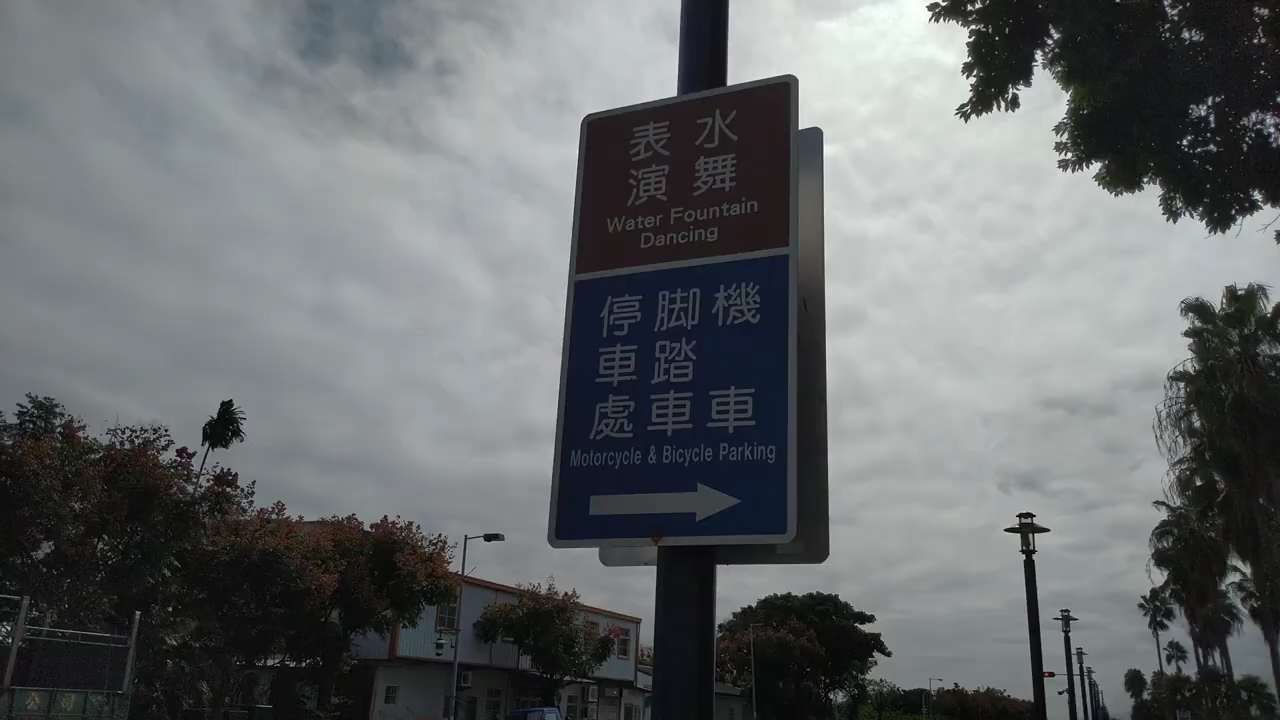 水舞
表演
Water Fountain
Dancing
機車
脚踏車
停車處
Motorcycle & Bicycle Parking